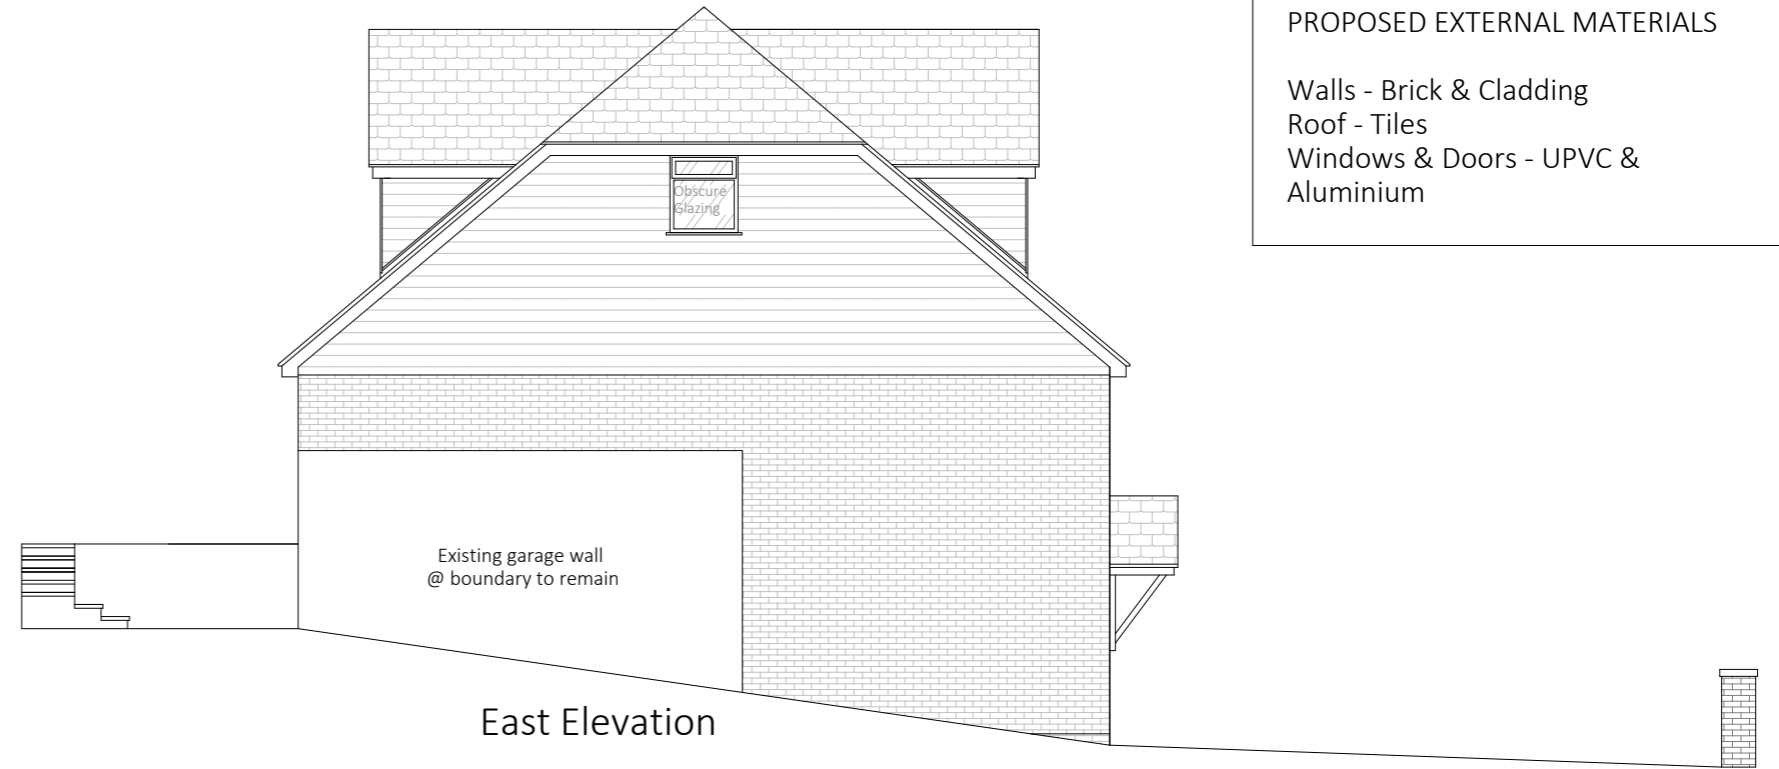 PROPOSED EXTERNAL MATERIALS
Walls - Brick & Cladding
Roof - Tiles
Windows & Doors - UPVC &
Aluminium
Obscure
Glazing
Existing garage wall
@ boundary to remain
East Elevation